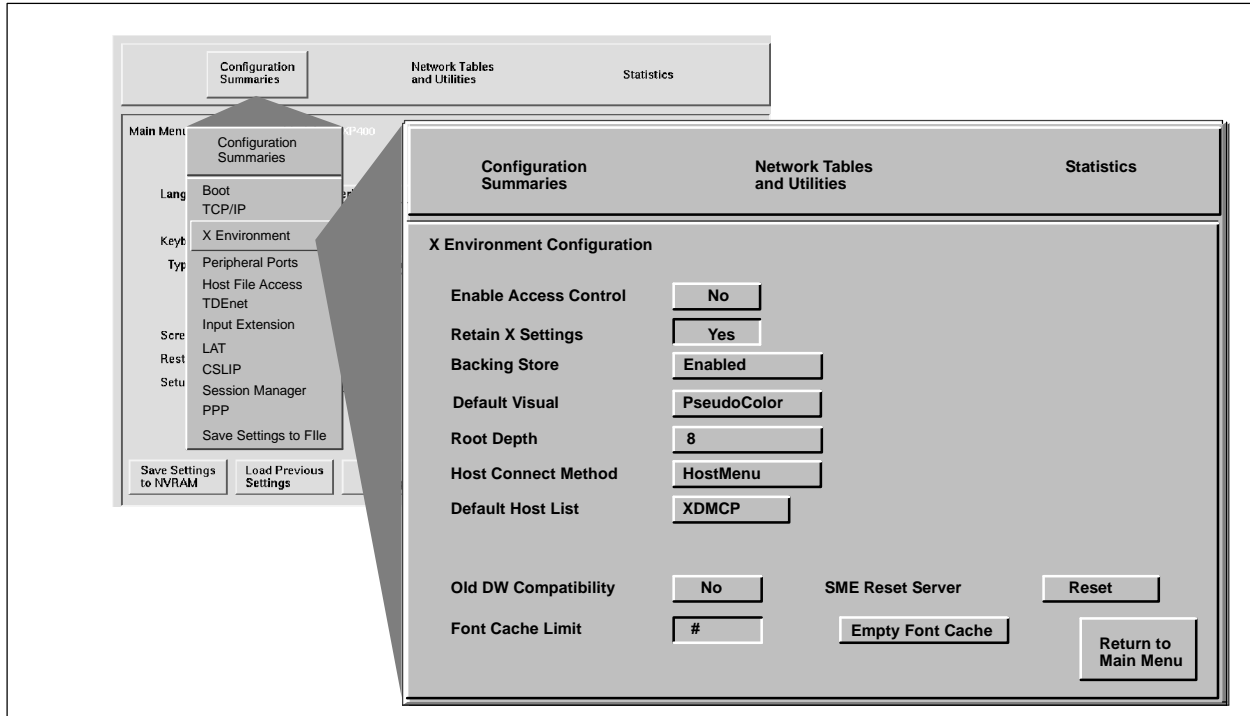 Configuration
Summaries
Network Tables
and Utilities
Statistics
Main Menu
XP400
Configuration
Summaries
Boot
TCP/IP
X Environment
Peripheral Ports
Host File Access
TDEnet
Input Extension
LAT
CSLIP
Session Manager
PPP
Save Settings to FIle
Save Settings
to NVRAM
Load Previous
Settings
Configuration
Summaries
Network Tables
and Utilities
Statistics
X Environment Configuration
Enable Access Control No
Retain X Settings Yes
Backing Store Enabled
Default Visual PseudoColor
Root Depth 8
Host Connect Method HostMenu
Default Host List XDMCP
Old DW Compatibility No SME Reset Server Reset
Font Cache Limit # Empty Font Cache
Return to
Main Menu